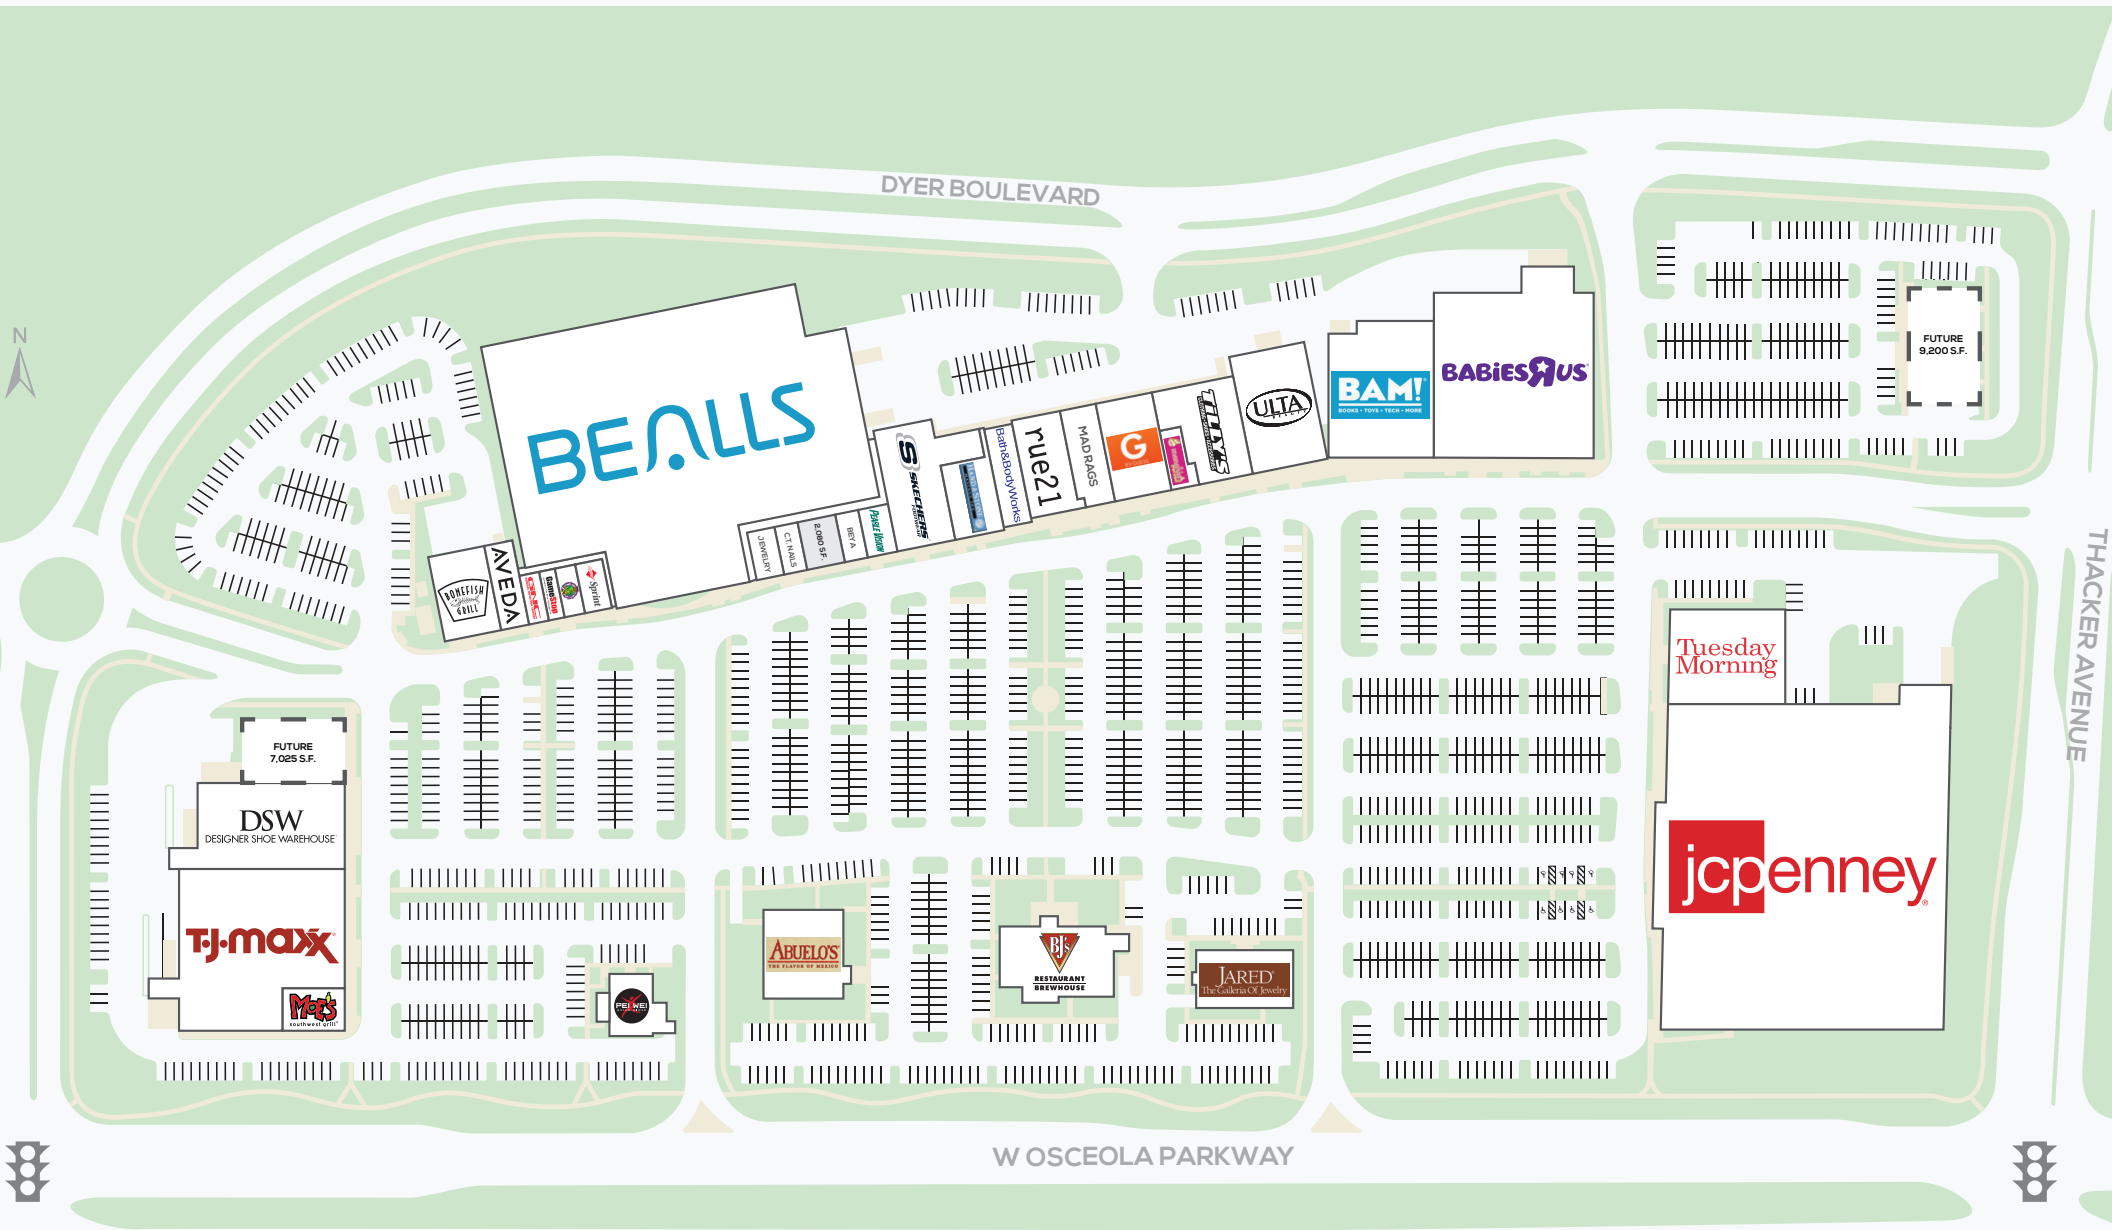 DYER BOULEVARD
N
BEALLS
BAM!
BOOKS • TOYS • TECH • MORE
BABIESRUS
FUTURE
9,200 S.F.
ULTA
TILLYS
G
MAD RAGS
rue21
Bath&BodyWorks
S
SKECHERS
FOOTWEAR
PEARLE VISION
BEY A
2,080 S.F.
C.T. NAILS
JEWELRY
Sprint
GameStop
AVEDA
BONEFISH
GRILL
THACKER AVENUE
Tuesday
Morning
FUTURE
7,025 S.F.
DSW
DESIGNER SHOE WAREHOUSE
T·J·maxx
MOE'S
southwest grill
PEI WEI
ABUELO'S
THE FLAVOR OF MEXICO
BJ's
RESTAURANT
BREWHOUSE
JARED
The Galleria Of Jewelry
jcpenney
W OSCEOLA PARKWAY